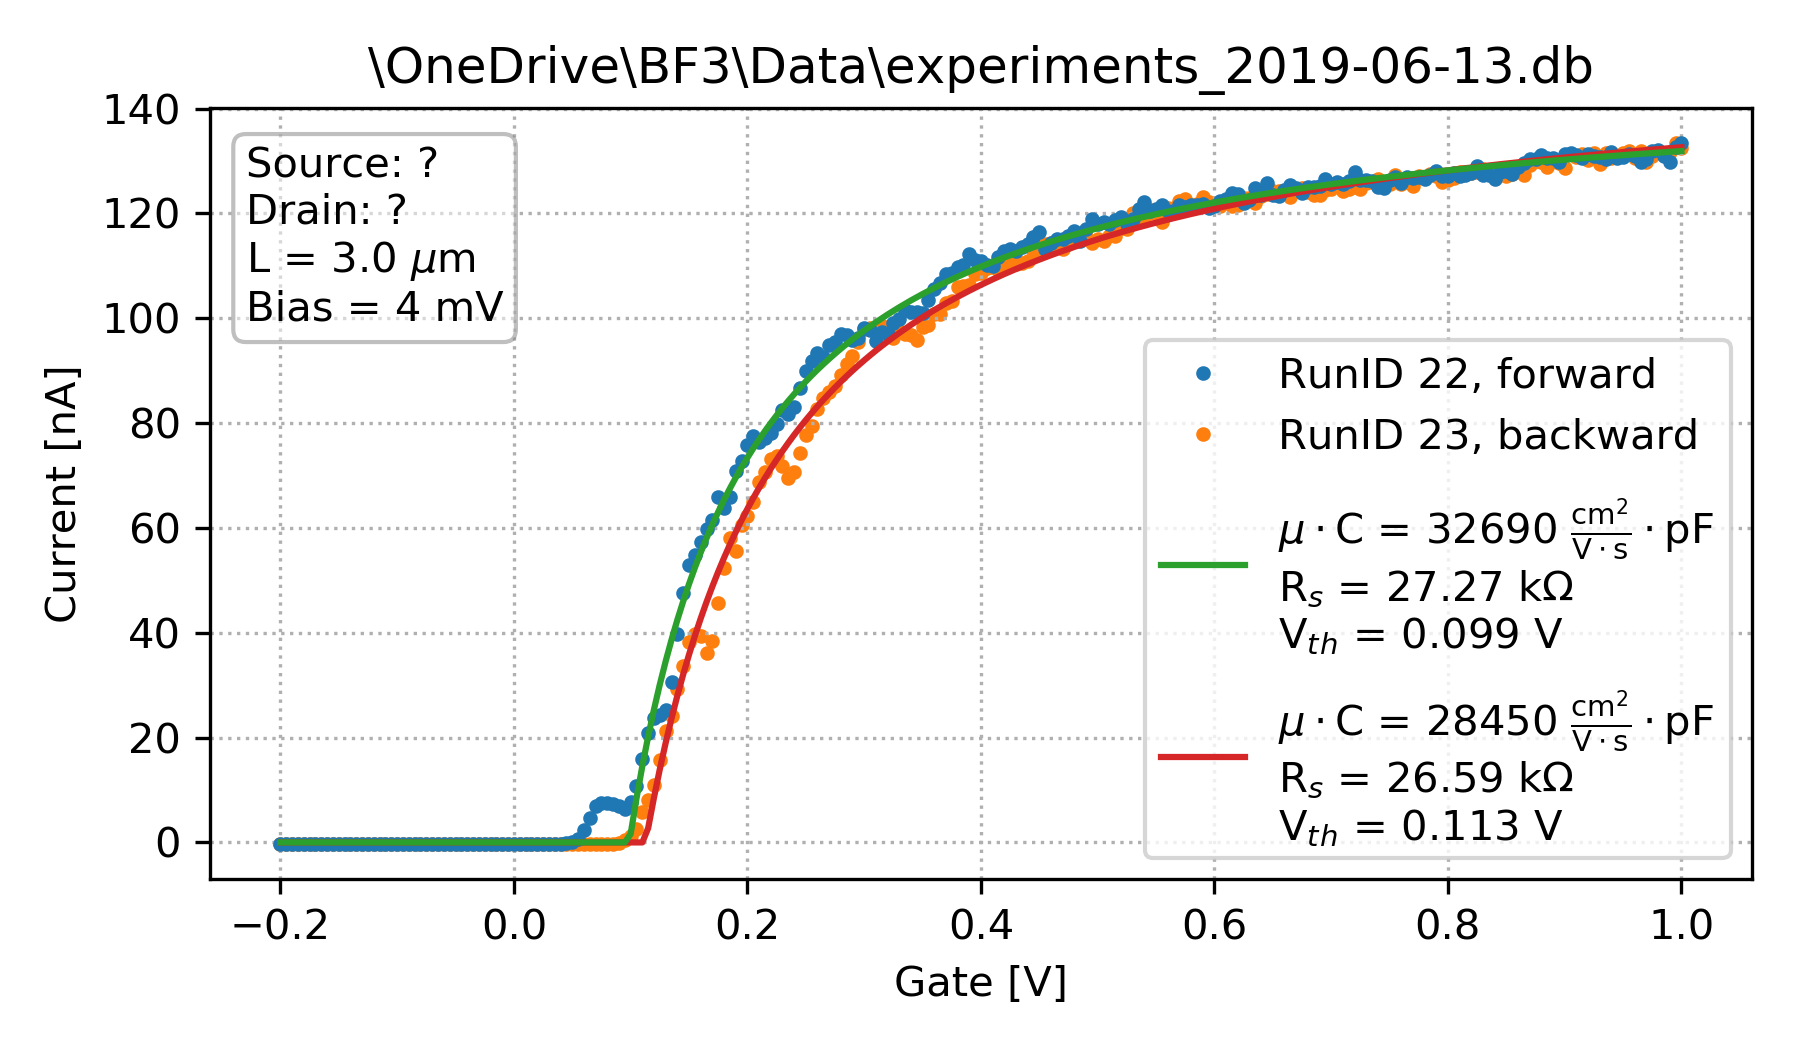 \OneDrive\BF3\Data\experiments_2019-06-13.db
140
120
100
80
60
40
20
0
Current [nA]
Source: ?
Drain: ?
L = 3.0 μm
Bias = 4 mV
RunID 22, forward
RunID 23, backward
μ · C = 32690 cm²/V · s · pF
Rₛ = 27.27 kΩ
V_th = 0.099 V
μ · C = 28450 cm²/V · s · pF
Rₛ = 26.59 kΩ
V_th = 0.113 V
−0.2 0.0 0.2 0.4 0.6 0.8 1.0
Gate [V]